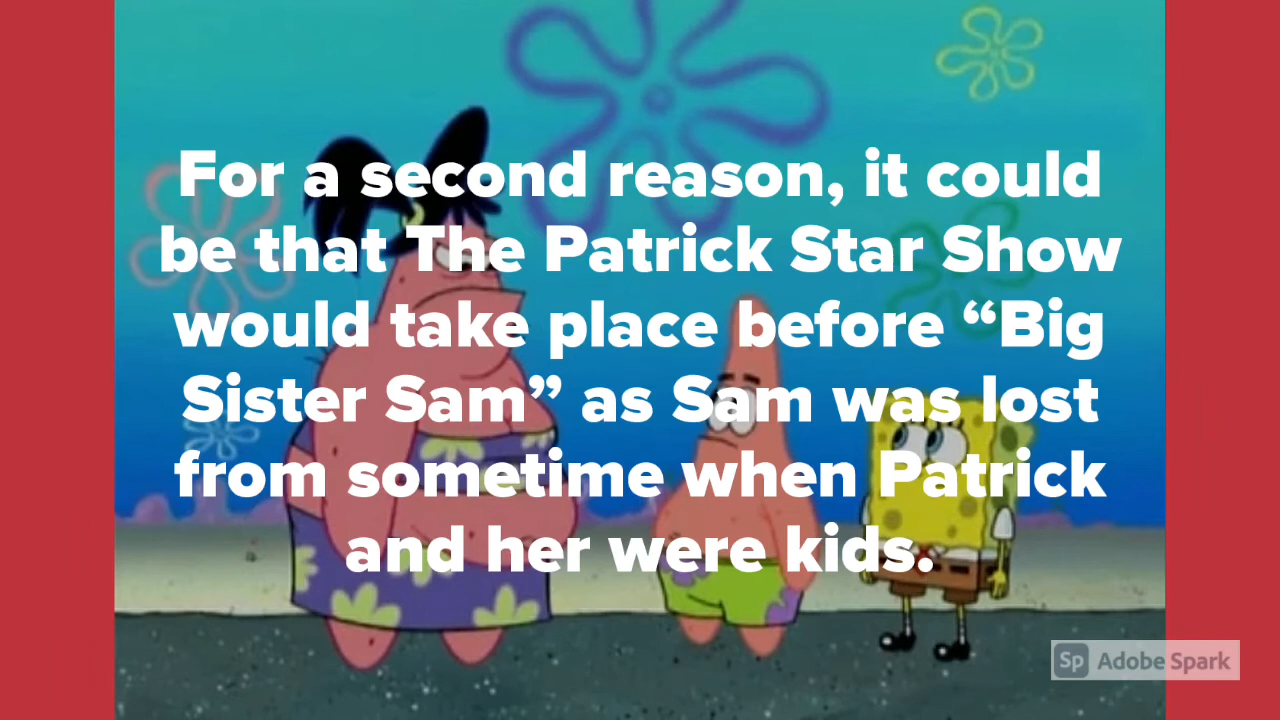 For a second reason, it could
be that The Patrick Star Show
would take place before “Big
Sister Sam” as Sam was lost
from sometime when Patrick
and her were kids.
Sp Adobe Spark